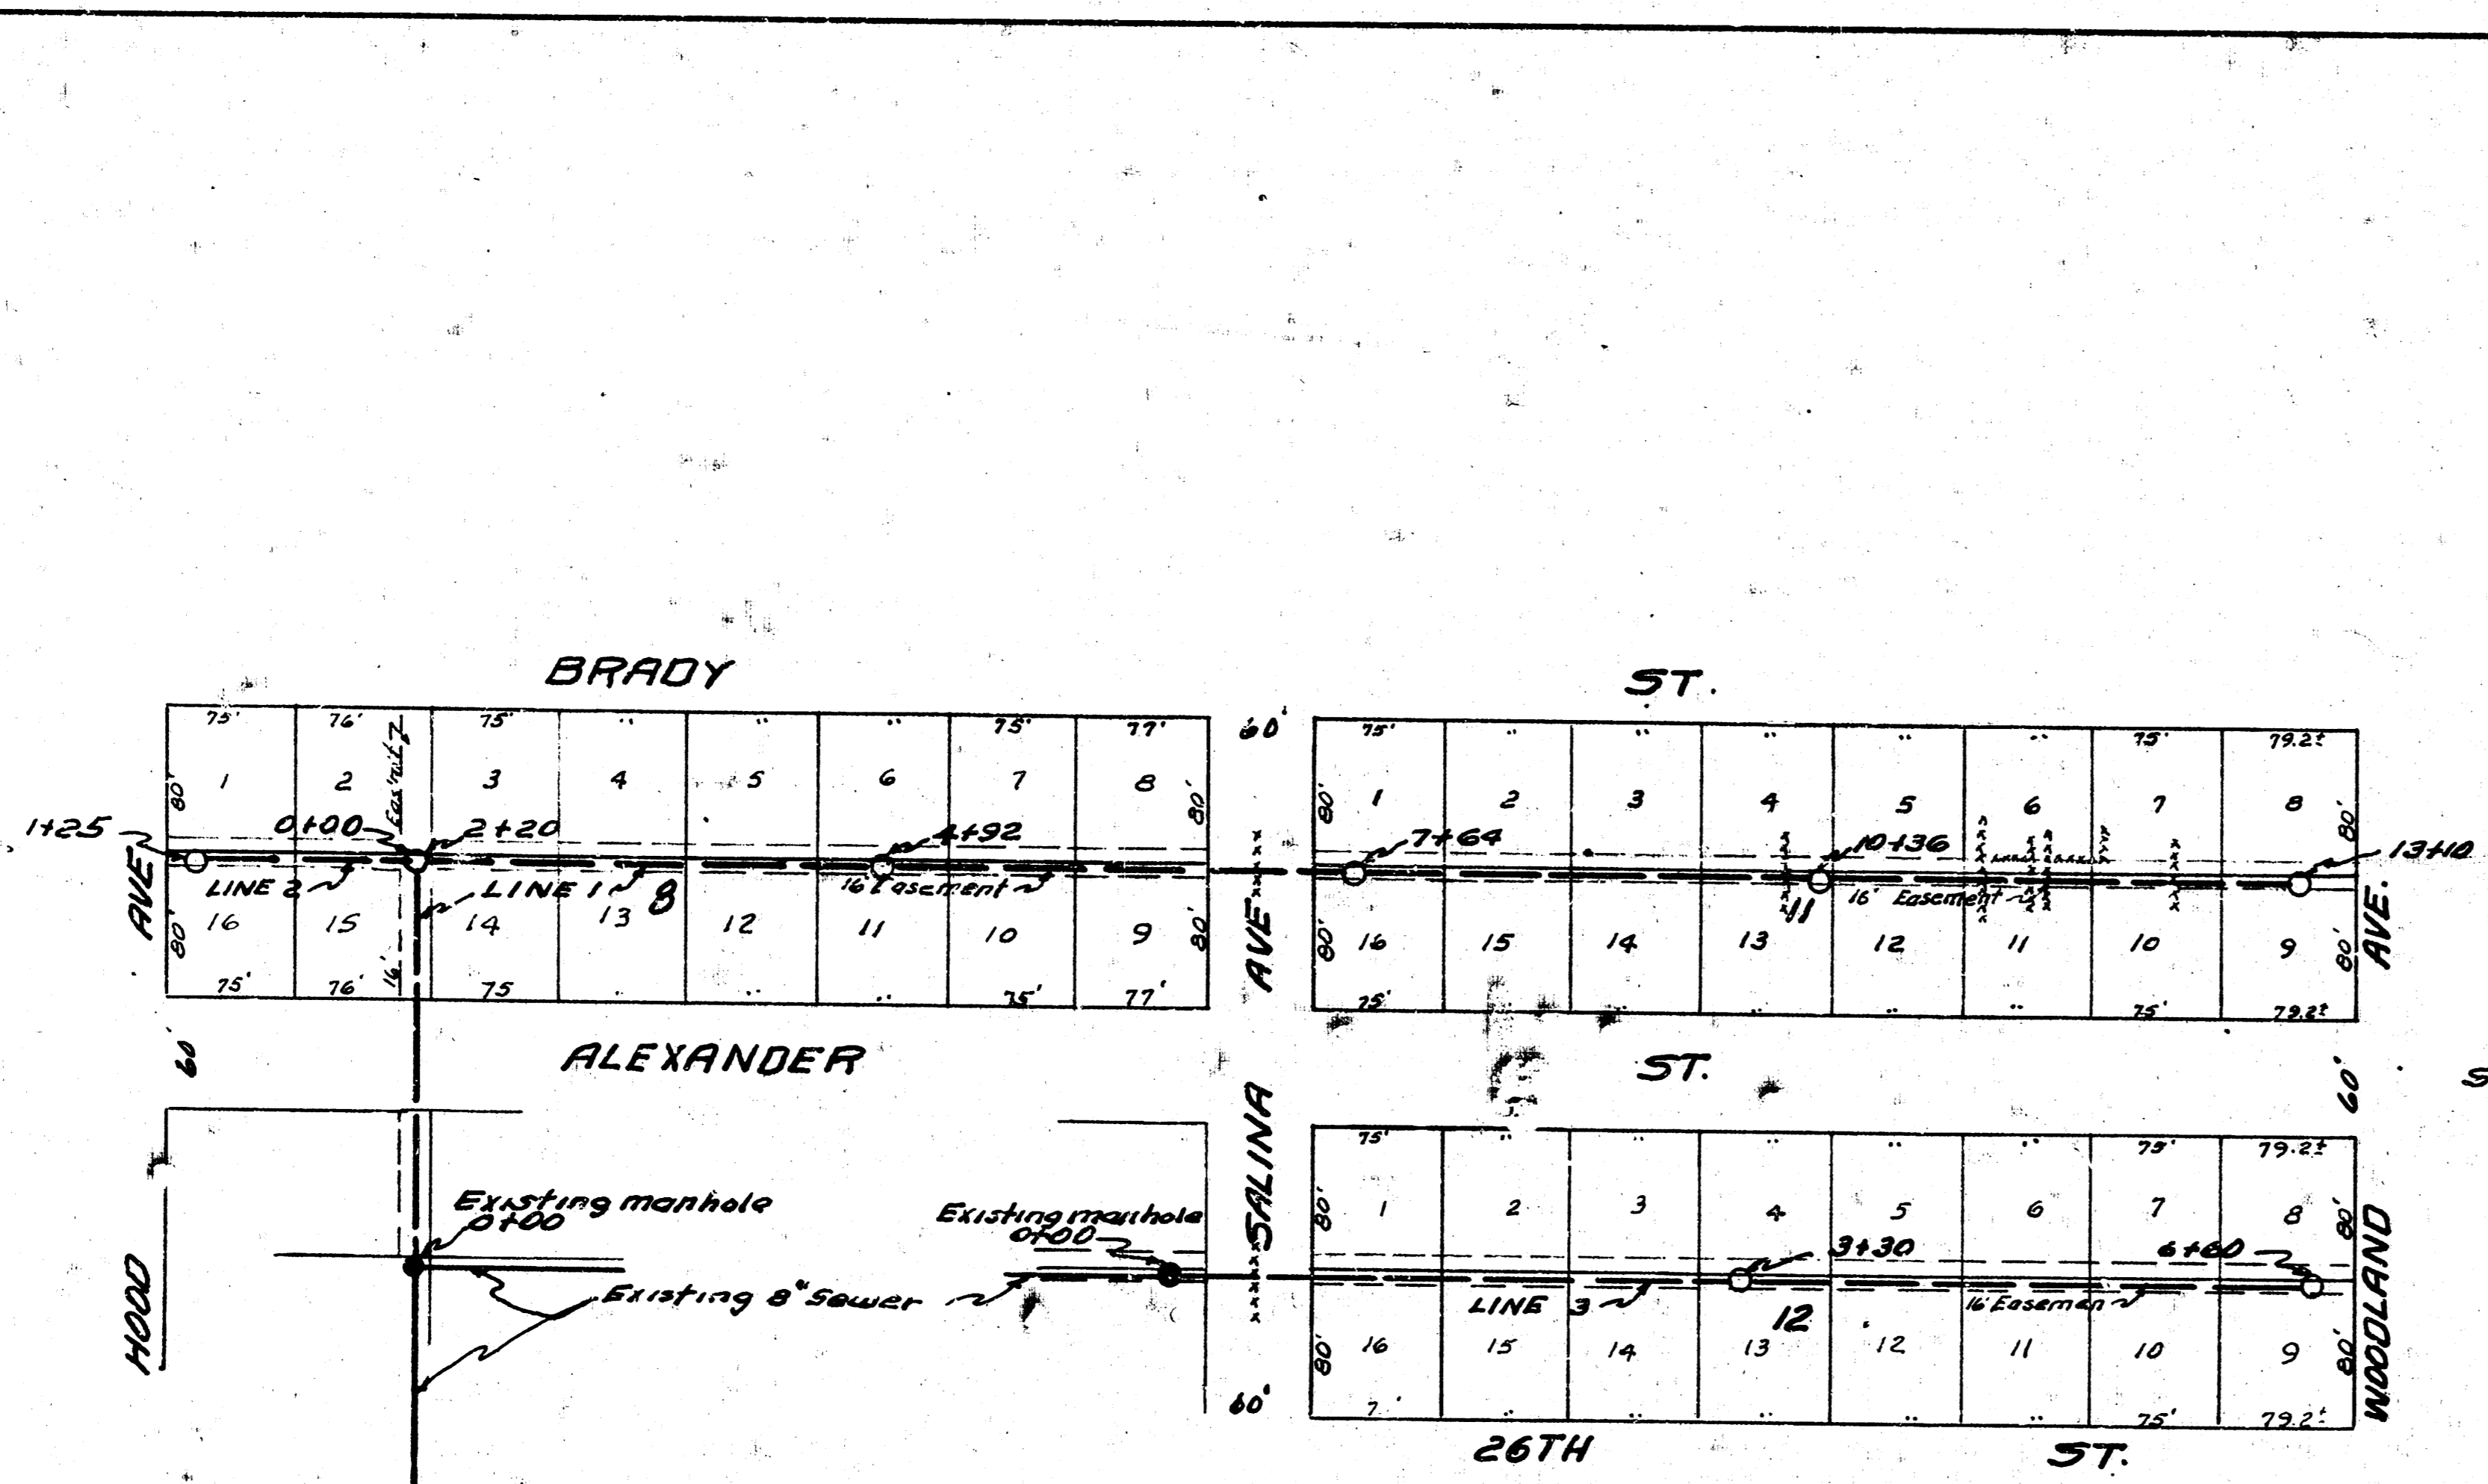 BRADY ST.
75' 76' 75' " " 75' 77' 60' 75' " " " " " 75' 79.2±
Eas'm't
80' 1 2 3 4 5 6 7 8 80' 80' 1 2 3 4 5 6 7 8 80'
1+25 0+00 2+20 4+92 7+64 10+36 13+10
LINE 2 LINE 1 8 16' Easement 11 16' Easement
AVE AVE AVE.
80' 16 15 14 13 12 11 10 9 80' 80' 16 15 14 13 12 11 10 9 80'
16'
75' 76' 75 " " " 75' 77' 75' " " " " " 75' 79.2±
60' ALEXANDER ST. 60' S
75' " " " " " 75' 79.2±
HOOD SALINA WOODLAND
80' 1 2 3 4 5 6 7 8 80'
Existing manhole
0+00
Existing manhole
0+00
3+30 6+60
Existing 8" Sewer
LINE 3 12 16' Easemen
80' 16 15 14 13 12 11 10 9 80'
60' 7 ' " " " " " 75' 79.2±
26TH ST.